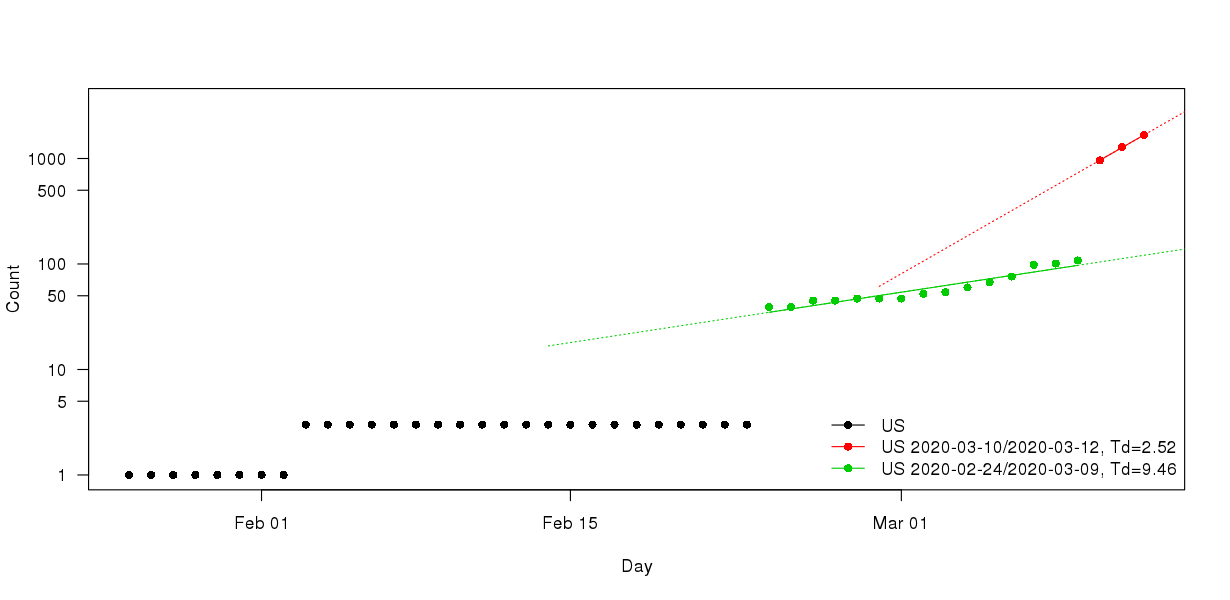 1000
500
100
50
10
5
1
Count
Feb 01
Feb 15
Mar 01
Day
US
US 2020-03-10/2020-03-12, Td=2.52
US 2020-02-24/2020-03-09, Td=9.46